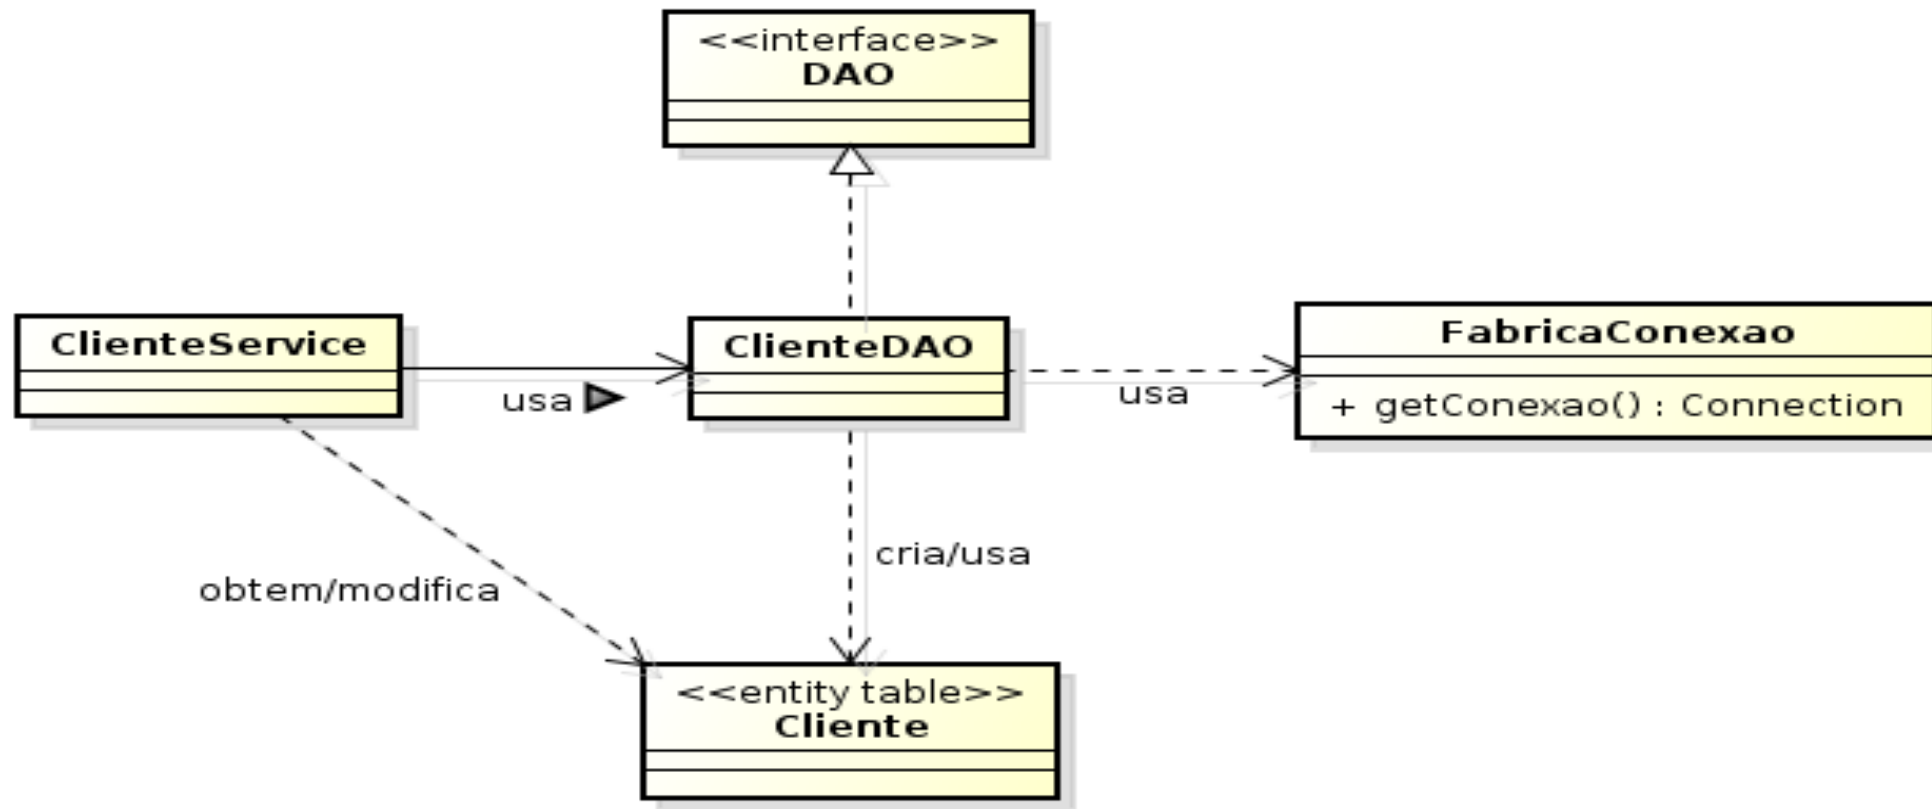 <<interface>>
DAO
ClienteService
usa
ClienteDAO
usa
FabricaConexao
+ getConexao() : Connection
obtem/modifica
cria/usa
<<entity table>>
Cliente